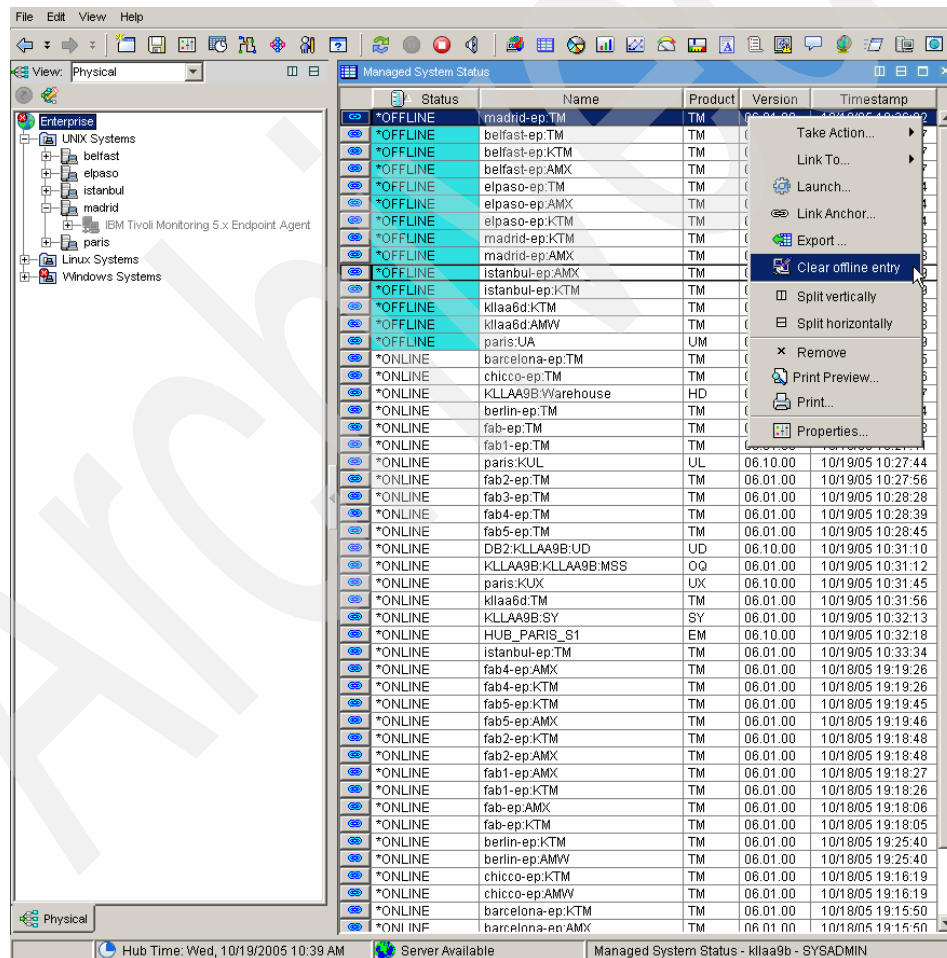 File Edit View Help
View: Physical
Managed System Status
Enterprise
UNIX Systems
belfast
elpaso
istanbul
madrid
IBM Tivoli Monitoring 5.x Endpoint Agent
paris
Linux Systems
Windows Systems
Physical
Status Name Product Version Timestamp
*OFFLINE madrid-ep:TM TM
*OFFLINE belfast-ep:TM TM
*OFFLINE belfast-ep:KTM TM
*OFFLINE belfast-ep:AMX TM
*OFFLINE elpaso-ep:TM TM
*OFFLINE elpaso-ep:AMX TM
*OFFLINE elpaso-ep:KTM TM
*OFFLINE madrid-ep:KTM TM
*OFFLINE madrid-ep:AMX TM
*OFFLINE istanbul-ep:AMX TM
*OFFLINE istanbul-ep:KTM TM
*OFFLINE kllaa6d:KTM TM
*OFFLINE kllaa6d:AMW TM
*OFFLINE paris:UA UM
*ONLINE barcelona-ep:TM TM
*ONLINE chicco-ep:TM TM
*ONLINE KLLAA9B:Warehouse HD
*ONLINE berlin-ep:TM TM
*ONLINE fab-ep:TM TM
*ONLINE fab1-ep:TM TM
*ONLINE paris:KUL UL 06.10.00 10/19/05 10:27:44
*ONLINE fab2-ep:TM TM 06.01.00 10/19/05 10:27:56
*ONLINE fab3-ep:TM TM 06.01.00 10/19/05 10:28:28
*ONLINE fab4-ep:TM TM 06.01.00 10/19/05 10:28:39
*ONLINE fab5-ep:TM TM 06.01.00 10/19/05 10:28:45
*ONLINE DB2:KLLAA9B:UD UD 06.10.00 10/19/05 10:31:10
*ONLINE KLLAA9B:KLLAA9B:MSS OQ 06.01.00 10/19/05 10:31:12
*ONLINE paris:KUX UX 06.10.00 10/19/05 10:31:45
*ONLINE kllaa6d:TM TM 06.01.00 10/19/05 10:31:56
*ONLINE KLLAA9B:SY SY 06.01.00 10/19/05 10:32:13
*ONLINE HUB_PARIS_S1 EM 06.10.00 10/19/05 10:32:18
*ONLINE istanbul-ep:TM TM 06.01.00 10/19/05 10:33:34
*ONLINE fab4-ep:AMX TM 06.01.00 10/18/05 19:19:26
*ONLINE fab4-ep:KTM TM 06.01.00 10/18/05 19:19:26
*ONLINE fab5-ep:KTM TM 06.01.00 10/18/05 19:19:45
*ONLINE fab5-ep:AMX TM 06.01.00 10/18/05 19:19:46
*ONLINE fab2-ep:KTM TM 06.01.00 10/18/05 19:18:48
*ONLINE fab2-ep:AMX TM 06.01.00 10/18/05 19:18:48
*ONLINE fab1-ep:AMX TM 06.01.00 10/18/05 19:18:27
*ONLINE fab1-ep:KTM TM 06.01.00 10/18/05 19:18:26
*ONLINE fab-ep:AMX TM 06.01.00 10/18/05 19:18:06
*ONLINE fab-ep:KTM TM 06.01.00 10/18/05 19:18:05
*ONLINE berlin-ep:KTM TM 06.01.00 10/18/05 19:25:40
*ONLINE berlin-ep:AMW TM 06.01.00 10/18/05 19:25:40
*ONLINE chicco-ep:KTM TM 06.01.00 10/18/05 19:16:19
*ONLINE chicco-ep:AMW TM 06.01.00 10/18/05 19:16:19
*ONLINE barcelona-ep:KTM TM 06.01.00 10/18/05 19:15:50
*ONLINE barcelona-ep:AMX TM 06.01.00 10/18/05 19:15:50
Take Action...
Link To...
Launch...
Link Anchor...
Export ...
Clear offline entry
Split vertically
Split horizontally
Remove
Print Preview...
Print...
Properties...
Hub Time: Wed, 10/19/2005 10:39 AM Server Available Managed System Status - kllaa9b - SYSADMIN
Archive